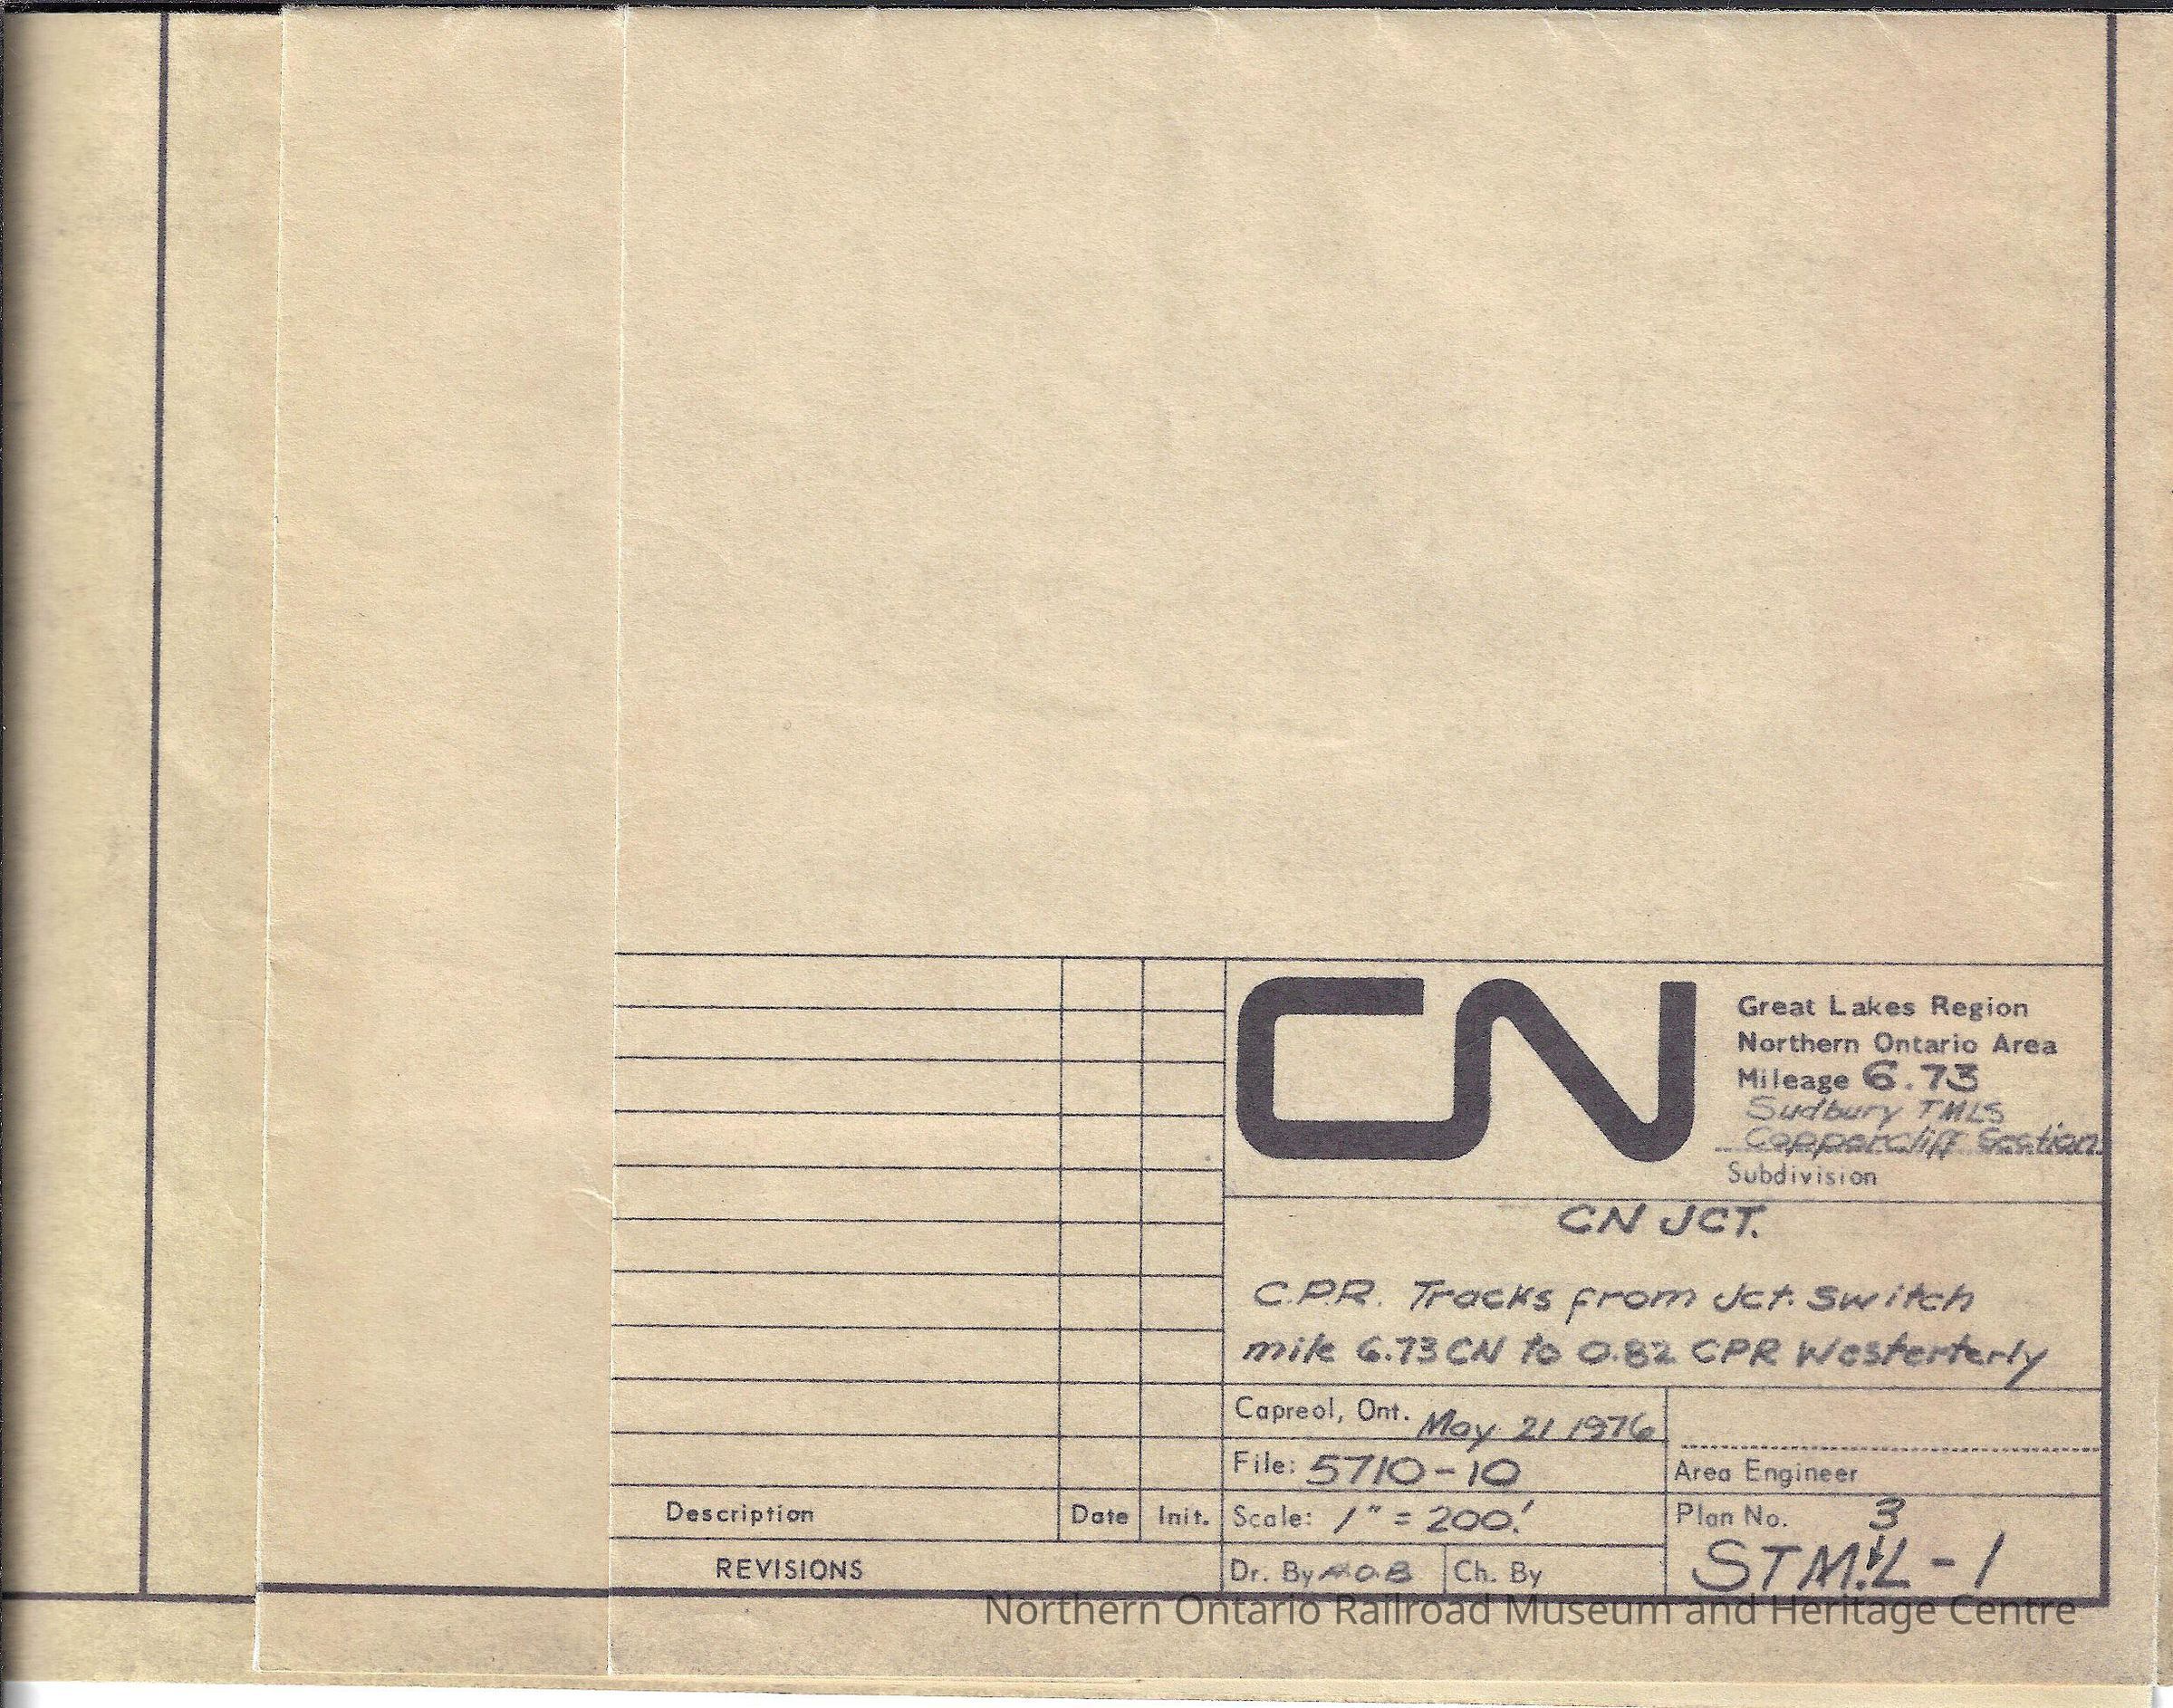 CN
Great Lakes Region
Northern Ontario Area
Mileage 6.73
Sudbury TMLS
Coppercliff Section
Subdivision
CN JCT.
C.P.R. Tracks from Jct. Switch
mile 6.73 CN to 0.82 CPR Westerterly
Capreol, Ont. May 21 1976
File: 5710-10
Area Engineer
Description Date Init.
Scale: 1" = 200.'
Plan No. 3
STM.L-1
REVISIONS
Dr. By A.O.B Ch. By
Northern Ontario Railroad Museum and Heritage Centre